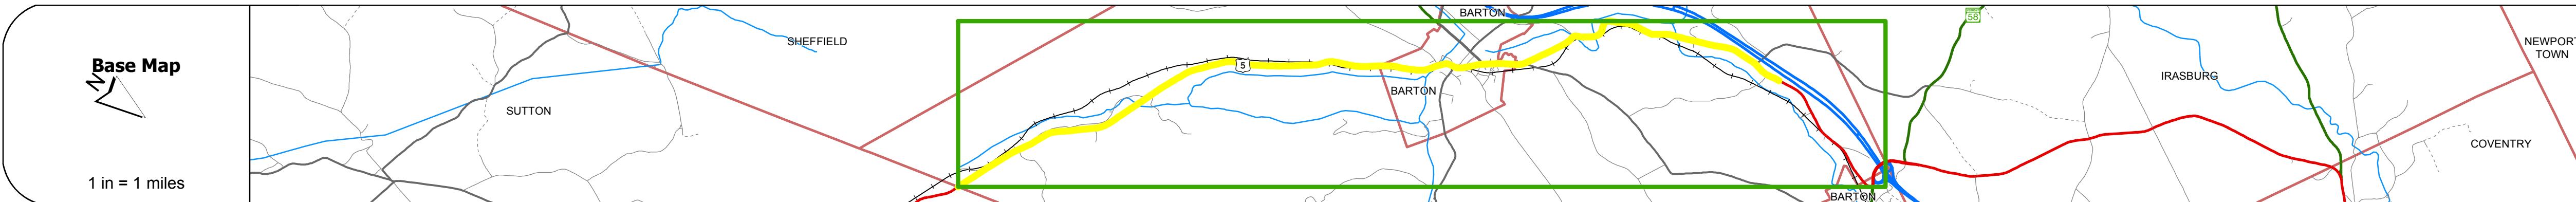 Base Map
N
1 in = 1 miles
SUTTON
SHEFFIELD
5
BARTON
BARTON
BARTON
58
IRASBURG
NEWPORT
TOWN
COVENTRY